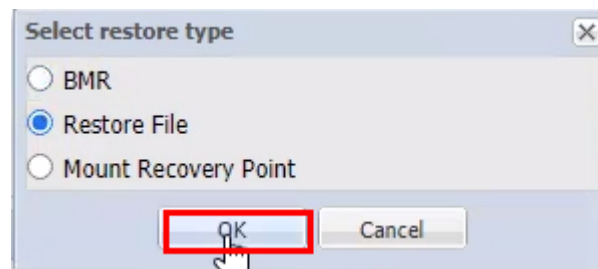 Select restore type
BMR
Restore File
Mount Recovery Point
OK Cancel